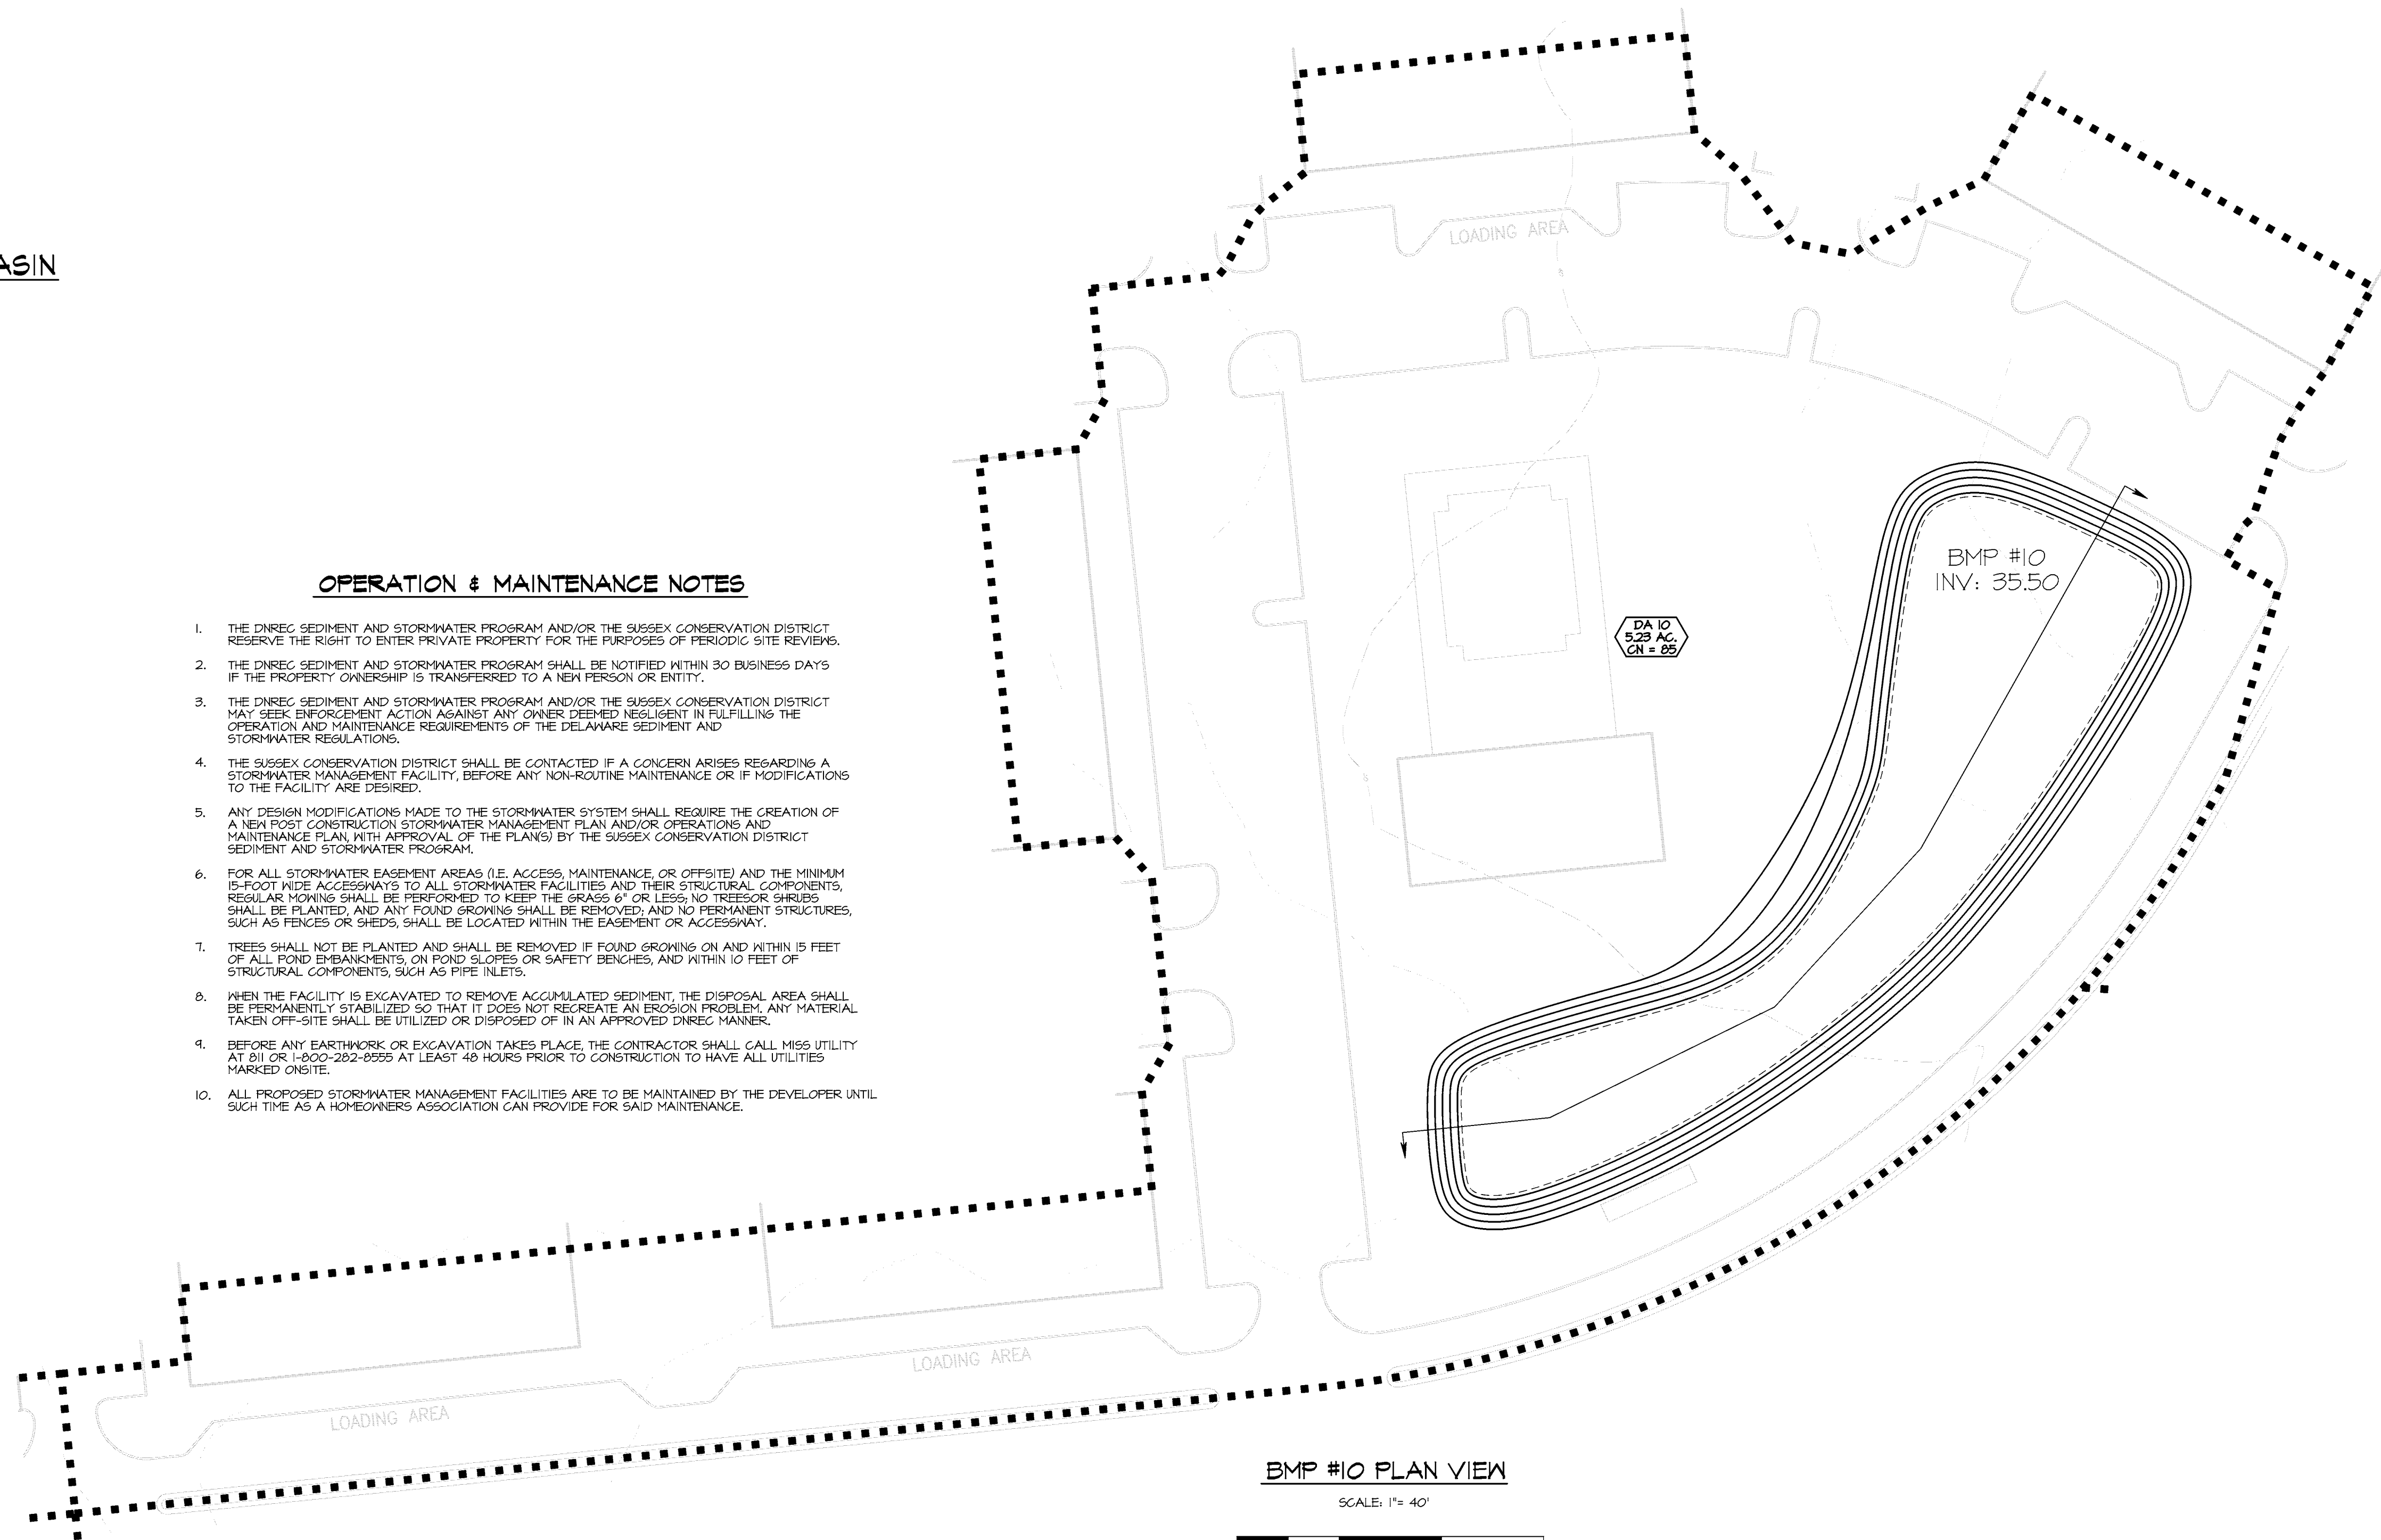 ASIN
OPERATION & MAINTENANCE NOTES
1. THE DNREC SEDIMENT AND STORMWATER PROGRAM AND/OR THE SUSSEX CONSERVATION DISTRICT
RESERVE THE RIGHT TO ENTER PRIVATE PROPERTY FOR THE PURPOSES OF PERIODIC SITE REVIEWS.
2. THE DNREC SEDIMENT AND STORMWATER PROGRAM SHALL BE NOTIFIED WITHIN 30 BUSINESS DAYS
IF THE PROPERTY OWNERSHIP IS TRANSFERRED TO A NEW PERSON OR ENTITY.
3. THE DNREC SEDIMENT AND STORMWATER PROGRAM AND/OR THE SUSSEX CONSERVATION DISTRICT
MAY SEEK ENFORCEMENT ACTION AGAINST ANY OWNER DEEMED NEGLIGENT IN FULFILLING THE
OPERATION AND MAINTENANCE REQUIREMENTS OF THE DELAWARE SEDIMENT AND
STORMWATER REGULATIONS.
4. THE SUSSEX CONSERVATION DISTRICT SHALL BE CONTACTED IF A CONCERN ARISES REGARDING A
STORMWATER MANAGEMENT FACILITY, BEFORE ANY NON-ROUTINE MAINTENANCE OR IF MODIFICATIONS
TO THE FACILITY ARE DESIRED.
5. ANY DESIGN MODIFICATIONS MADE TO THE STORMWATER SYSTEM SHALL REQUIRE THE CREATION OF
A NEW POST CONSTRUCTION STORMWATER MANAGEMENT PLAN AND/OR OPERATIONS AND
MAINTENANCE PLAN, WITH APPROVAL OF THE PLAN(S) BY THE SUSSEX CONSERVATION DISTRICT
SEDIMENT AND STORMWATER PROGRAM.
6. FOR ALL STORMWATER EASEMENT AREAS (I.E. ACCESS, MAINTENANCE, OR OFFSITE) AND THE MINIMUM
15-FOOT WIDE ACCESSWAYS TO ALL STORMWATER FACILITIES AND THEIR STRUCTURAL COMPONENTS,
REGULAR MOWING SHALL BE PERFORMED TO KEEP THE GRASS 6" OR LESS; NO TREESOR SHRUBS
SHALL BE PLANTED, AND ANY FOUND GROWING SHALL BE REMOVED; AND NO PERMANENT STRUCTURES,
SUCH AS FENCES OR SHEDS, SHALL BE LOCATED WITHIN THE EASEMENT OR ACCESSWAY.
7. TREES SHALL NOT BE PLANTED AND SHALL BE REMOVED IF FOUND GROWING ON AND WITHIN 15 FEET
OF ALL POND EMBANKMENTS, ON POND SLOPES OR SAFETY BENCHES, AND WITHIN 10 FEET OF
STRUCTURAL COMPONENTS, SUCH AS PIPE INLETS.
8. WHEN THE FACILITY IS EXCAVATED TO REMOVE ACCUMULATED SEDIMENT, THE DISPOSAL AREA SHALL
BE PERMANENTLY STABILIZED SO THAT IT DOES NOT RECREATE AN EROSION PROBLEM. ANY MATERIAL
TAKEN OFF-SITE SHALL BE UTILIZED OR DISPOSED OF IN AN APPROVED DNREC MANNER.
9. BEFORE ANY EARTHWORK OR EXCAVATION TAKES PLACE, THE CONTRACTOR SHALL CALL MISS UTILITY
AT 811 OR 1-800-282-8555 AT LEAST 48 HOURS PRIOR TO CONSTRUCTION TO HAVE ALL UTILITIES
MARKED ONSITE.
10. ALL PROPOSED STORMWATER MANAGEMENT FACILITIES ARE TO BE MAINTAINED BY THE DEVELOPER UNTIL
SUCH TIME AS A HOMEOWNERS ASSOCIATION CAN PROVIDE FOR SAID MAINTENANCE.
LOADING AREA
BMP #10
INV: 35.50
DA 10
5.23 AC.
CN = 85
LOADING AREA
LOADING AREA
BMP #10 PLAN VIEW
SCALE: 1"= 40'